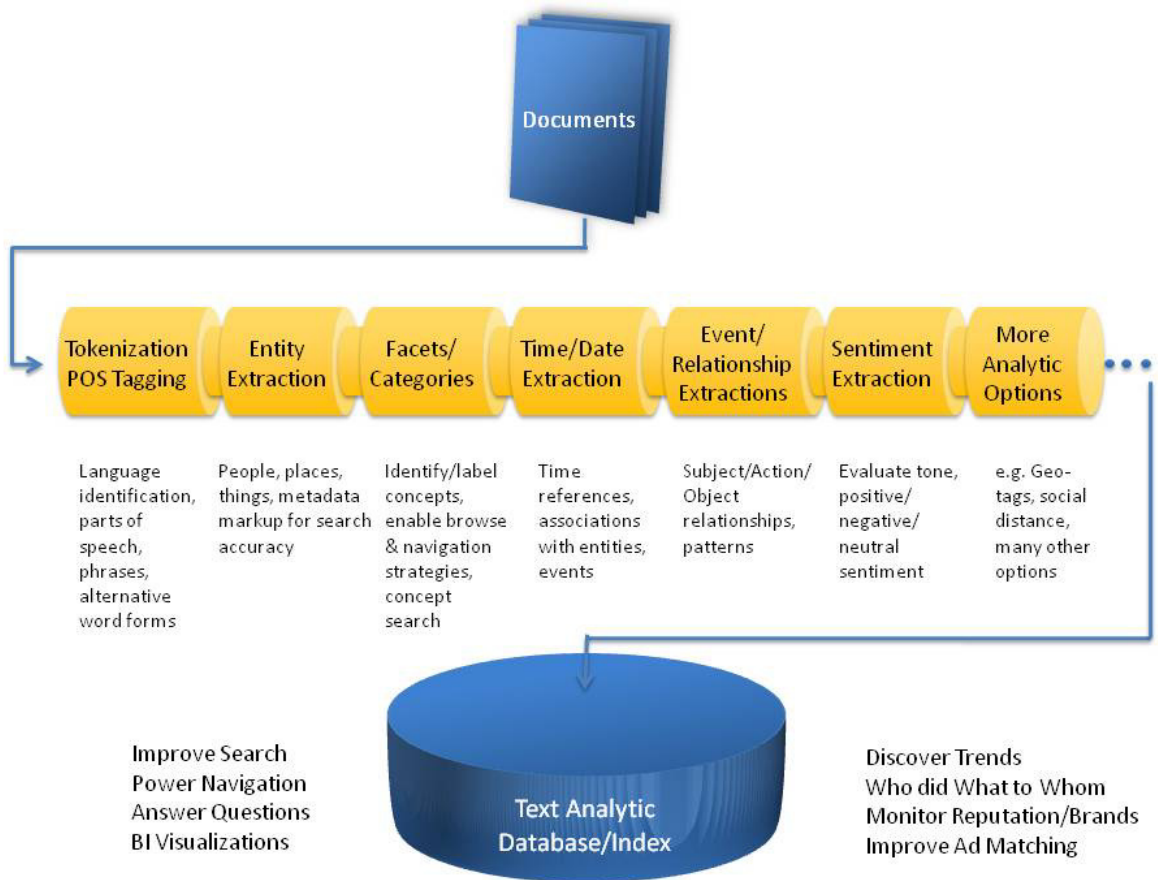 Documents
Tokenization
POS Tagging
Entity
Extraction
Facets/
Categories
Time/Date
Extraction
Event/
Relationship
Extractions
Sentiment
Extraction
More
Analytic
Options
Language
identification,
parts of
speech,
phrases,
alternative
word forms
People, places,
things, metadata
markup for search
accuracy
Identify/label
concepts,
enable browse
& navigation
strategies,
concept
search
Time
references,
associations
with entities,
events
Subject/Action/
Object
relationships,
patterns
Evaluate tone,
positive/
negative/
neutral
sentiment
e.g. Geo-
tags, social
distance,
many other
options
Improve Search
Power Navigation
Answer Questions
BI Visualizations
Text Analytic
Database/Index
Discover Trends
Who did What to Whom
Monitor Reputation/Brands
Improve Ad Matching